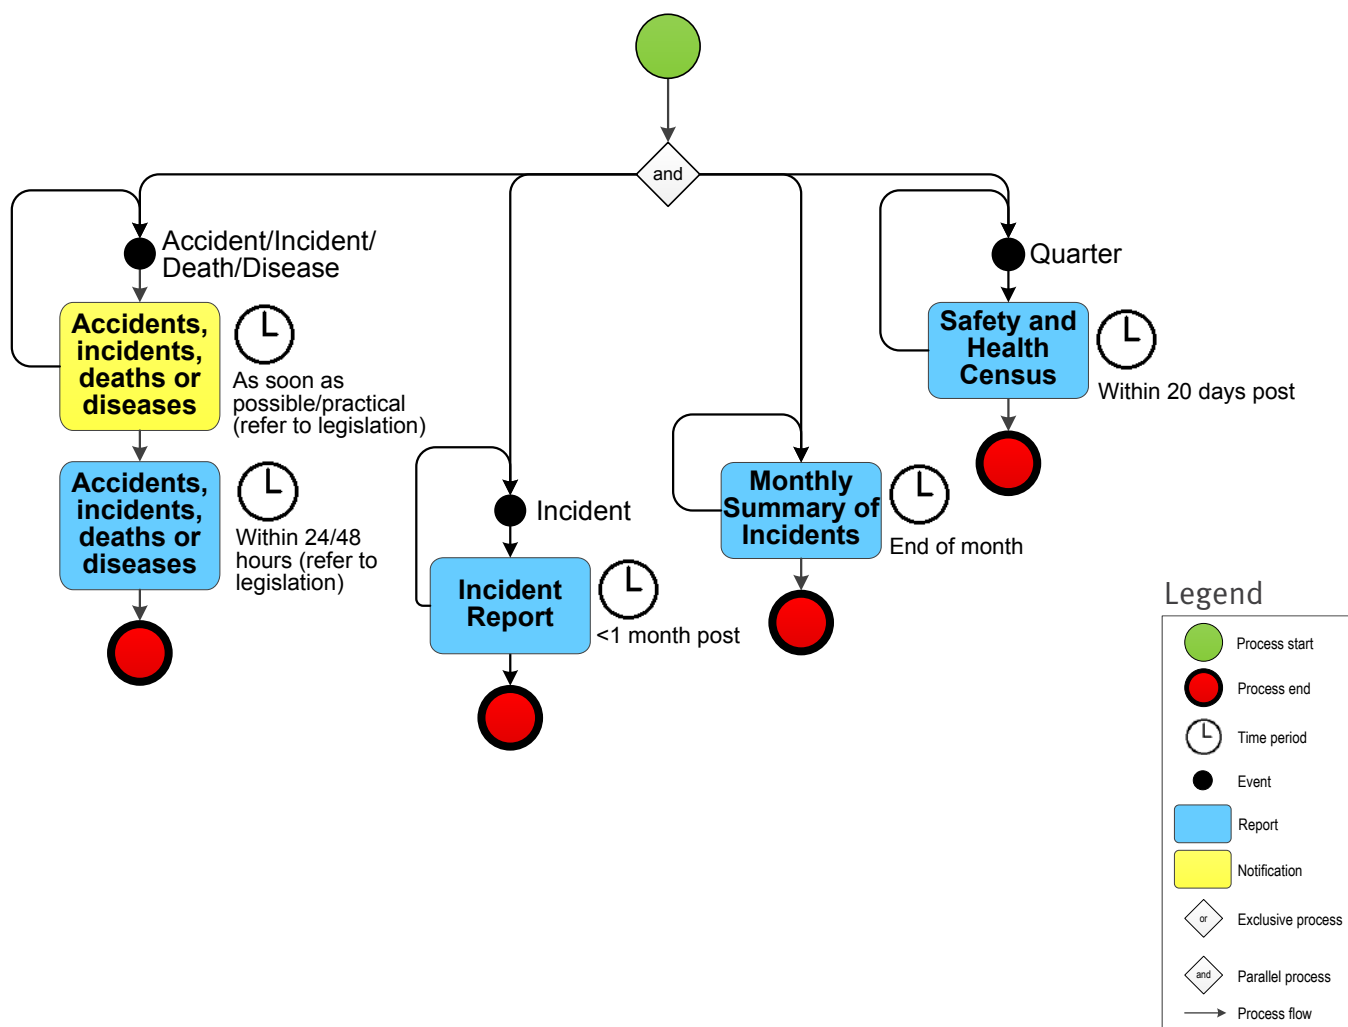 and
Accident/Incident/
Death/Disease
Quarter
Accidents,
incidents,
deaths or
diseases
As soon as
possible/practical
(refer to legislation)
Safety and
Health
Census
Within 20 days post
Accidents,
incidents,
deaths or
diseases
Within 24/48
hours (refer to
legislation)
Incident
Incident
Report
<1 month post
Monthly
Summary of
Incidents
End of month
Legend
Process start
Process end
Time period
Event
Report
Notification
or
Exclusive process
and
Parallel process
Process flow